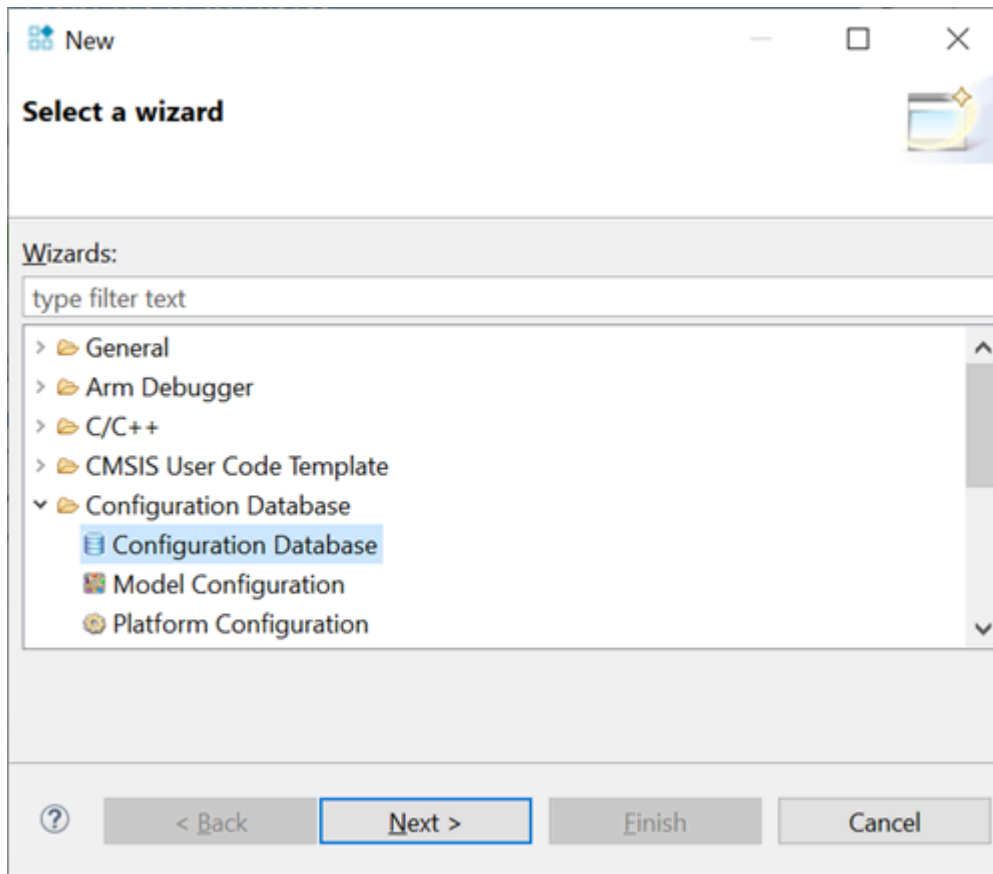 New
Select a wizard
Wizards:
type filter text
General
Arm Debugger
C/C++
CMSIS User Code Template
Configuration Database
Configuration Database
Model Configuration
Platform Configuration
? < Back Next > Finish Cancel